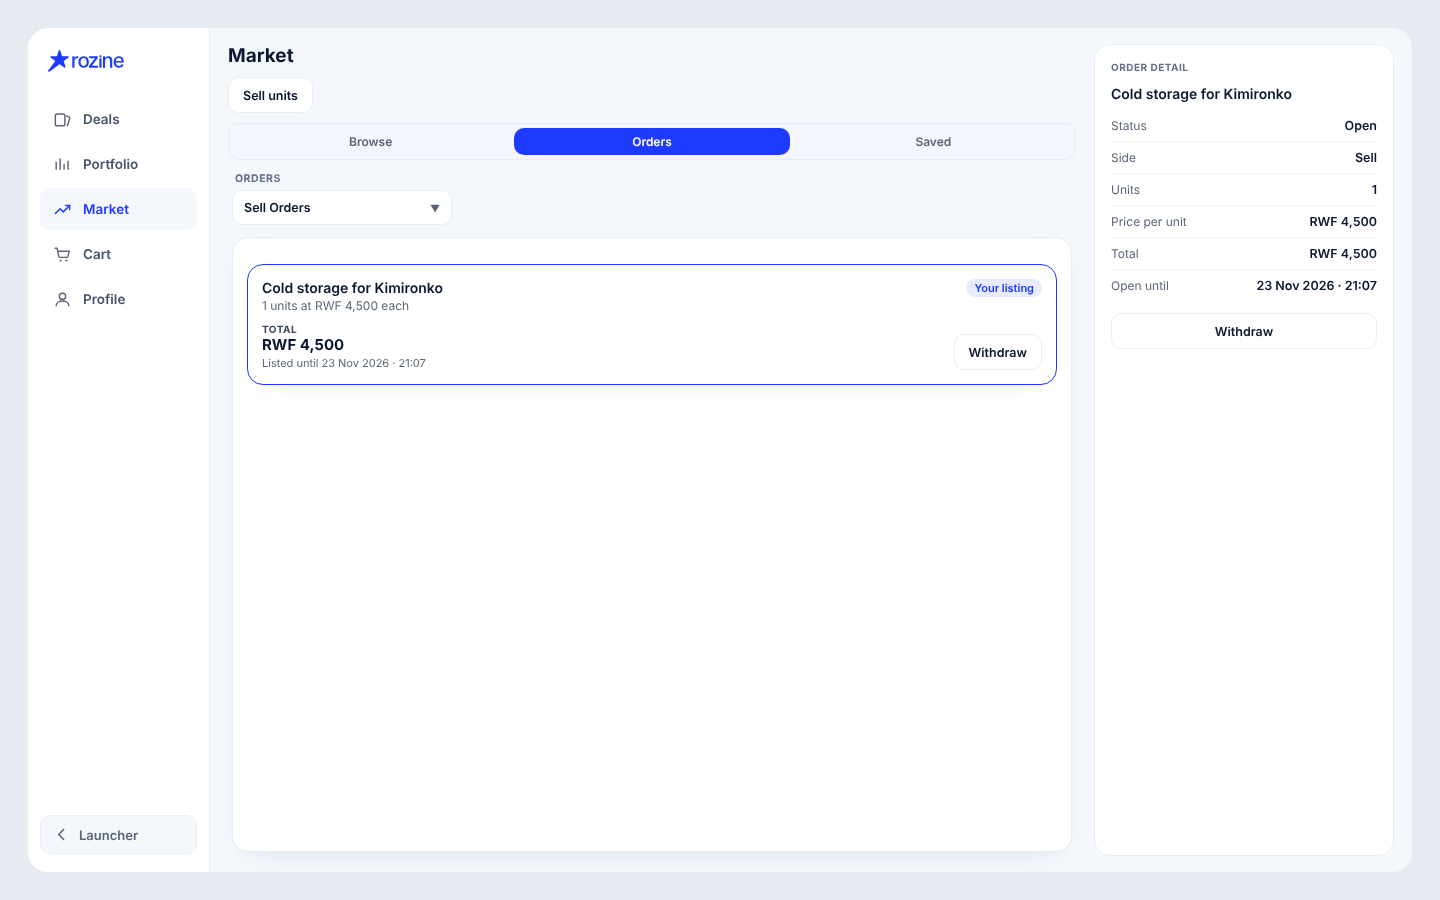 rozine
Deals
Portfolio
Market
Cart
Profile
Launcher
Market
Sell units
Browse
Orders
Saved
ORDERS
Sell Orders
Cold storage for Kimironko
Your listing
1 units at RWF 4,500 each
TOTAL
RWF 4,500
Listed until 23 Nov 2026 · 21:07
Withdraw
ORDER DETAIL
Cold storage for Kimironko
Status Open
Side Sell
Units 1
Price per unit RWF 4,500
Total RWF 4,500
Open until 23 Nov 2026 · 21:07
Withdraw